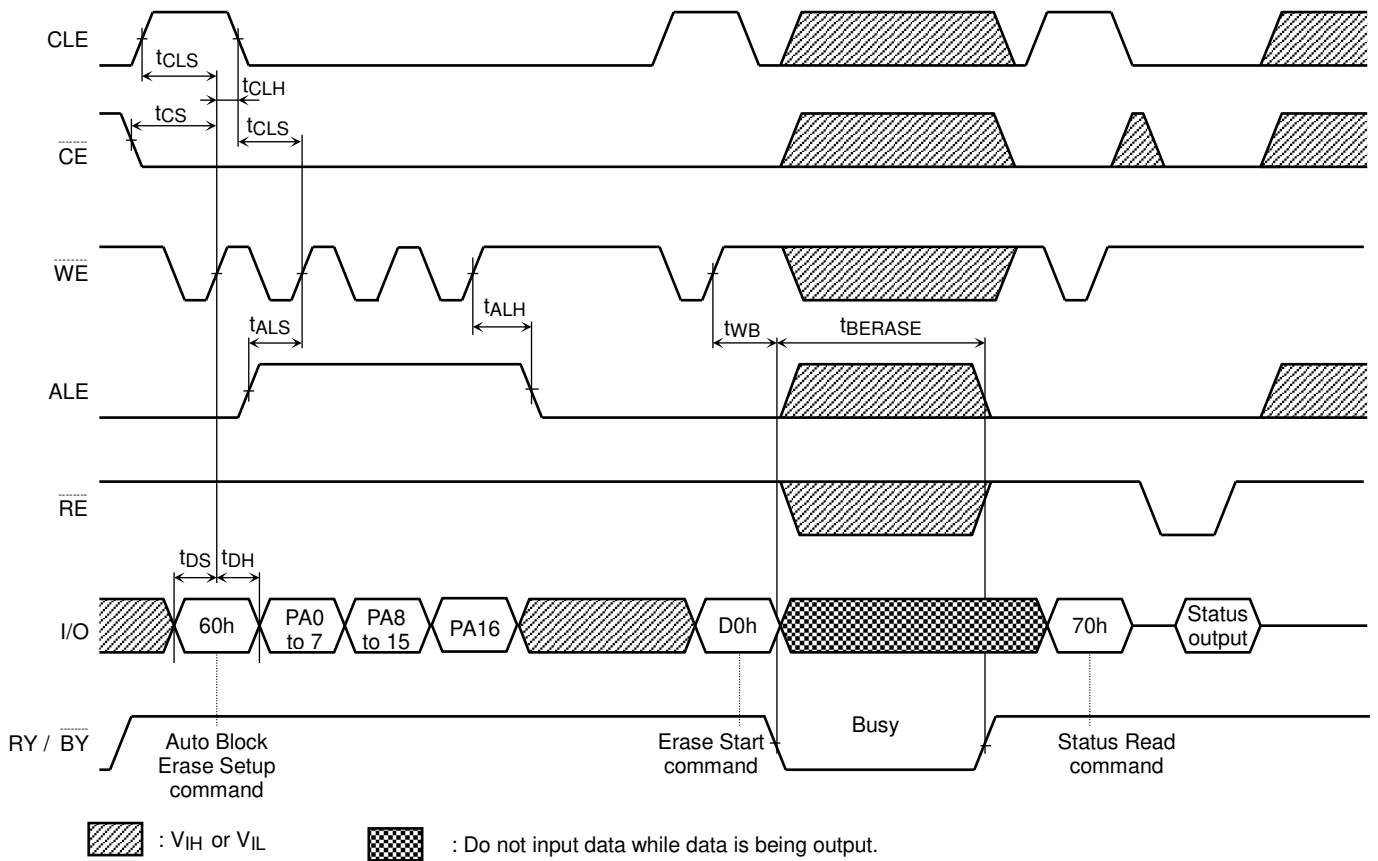 CLE
tCLS
tCLH
tCS
tCLS
CE
WE
tALS
tALH
tWB
tBERASE
ALE
RE
tDS
tDH
I/O
60h
PA0
to 7
PA8
to 15
PA16
D0h
70h
Status
output
RY / BY
Auto Block
Erase Setup
command
Erase Start
command
Busy
Status Read
command
: VIH or VIL
: Do not input data while data is being output.